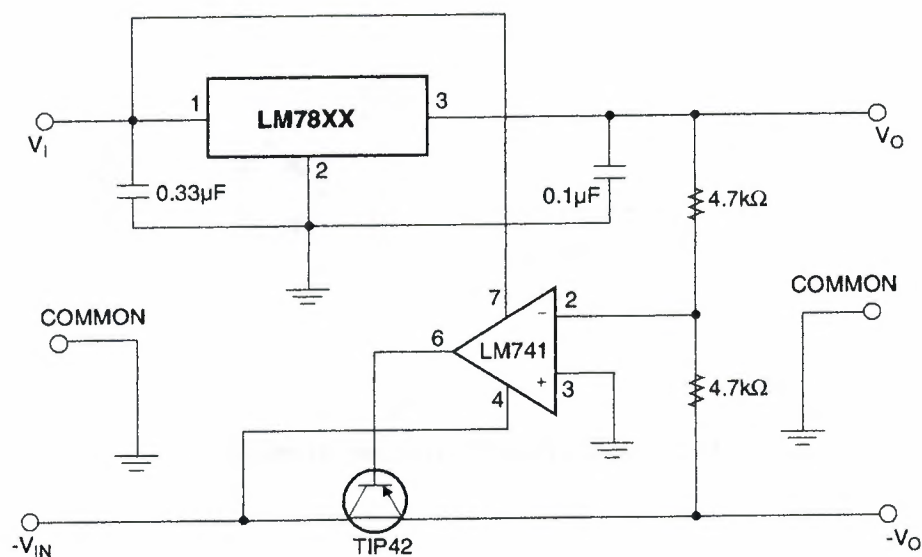 1
LM78XX
3
V_I
2
V_O
0.33µF
0.1µF
4.7kΩ
COMMON
7
2
−
COMMON
6
LM741
+
3
4
4.7kΩ
-V_IN
TIP42
-V_O